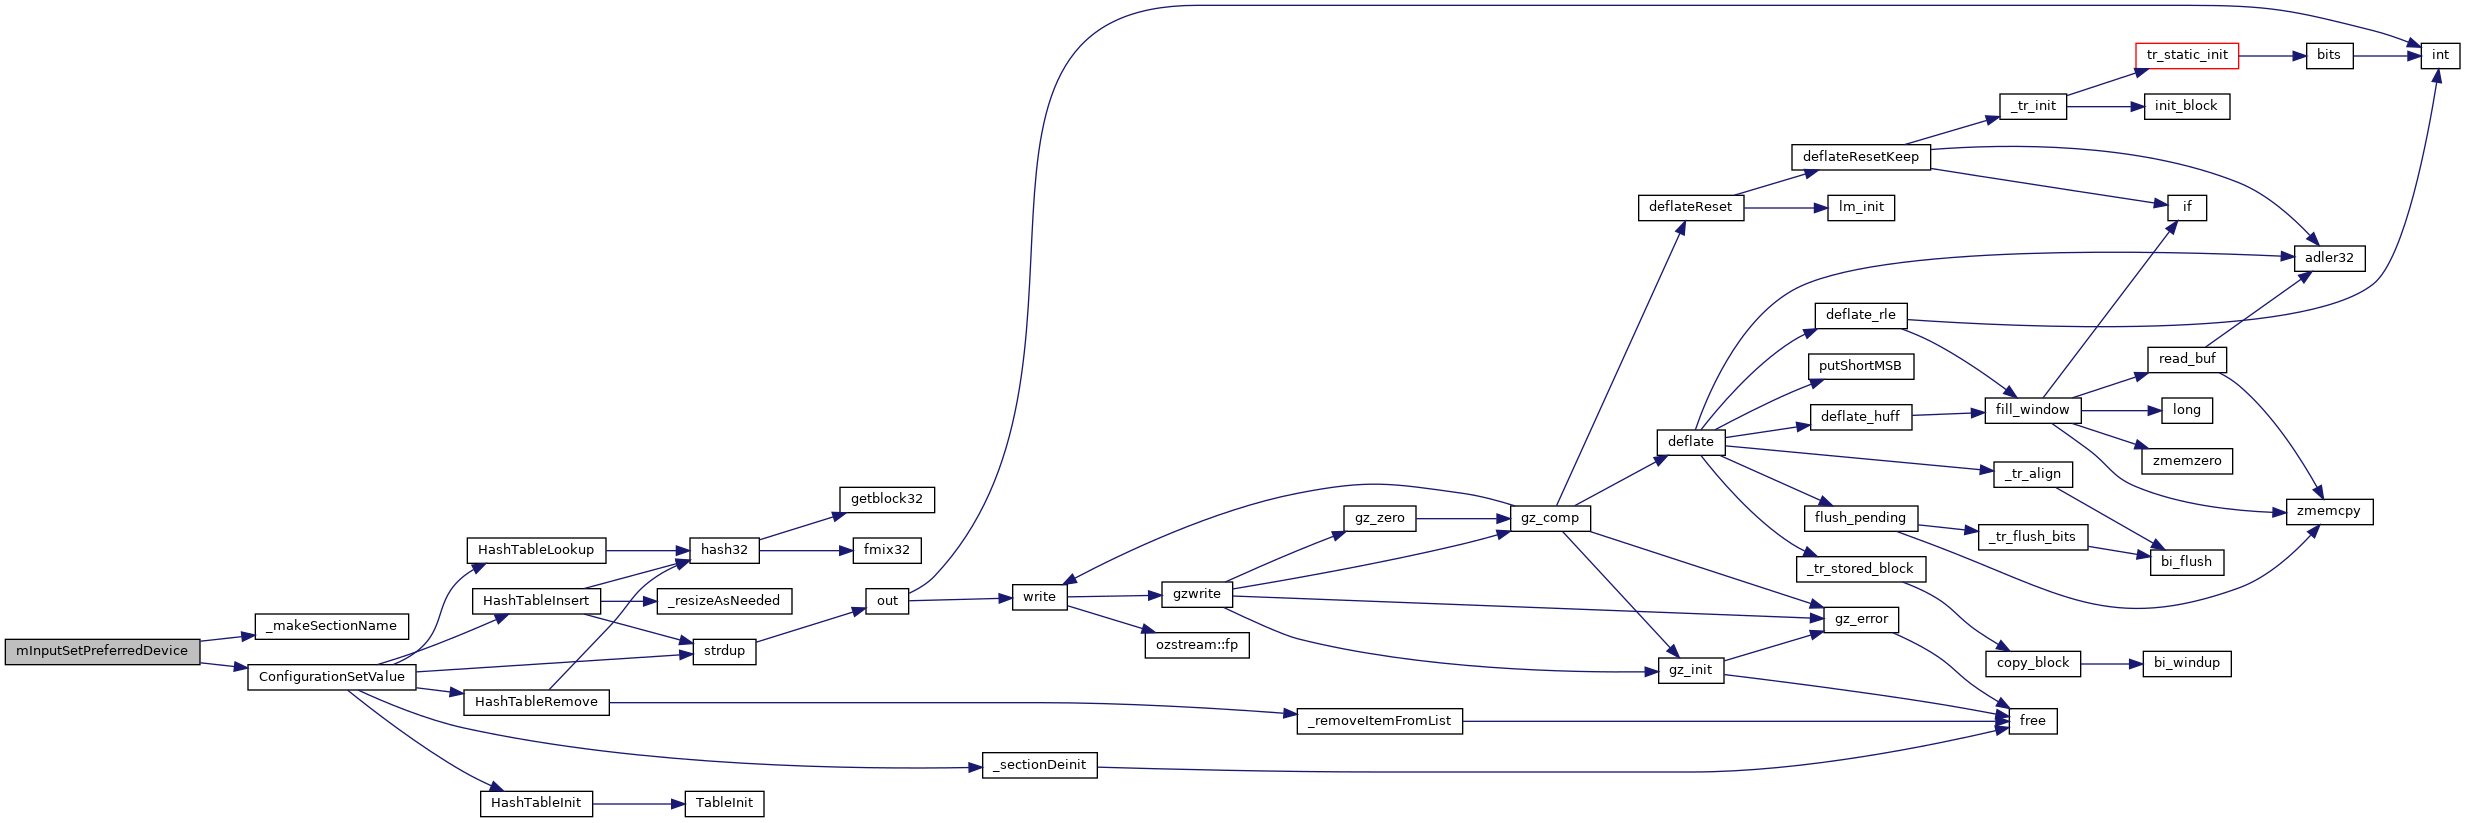 mInputSetPreferredDevice
_makeSectionName
ConfigurationSetValue
HashTableLookup
HashTableInsert
HashTableRemove
HashTableInit
hash32
_resizeAsNeeded
strdup
TableInit
getblock32
fmix32
out
_sectionDeinit
write
gzwrite
ozstream::fp
_removeItemFromList
gz_zero
gz_comp
deflateReset
deflate
gz_init
deflateResetKeep
lm_init
deflate_rle
putShortMSB
deflate_huff
flush_pending
_tr_stored_block
gz_error
_tr_init
fill_window
_tr_align
_tr_flush_bits
copy_block
free
tr_static_init
init_block
if
read_buf
long
zmemzero
bi_flush
bi_windup
bits
adler32
zmemcpy
int